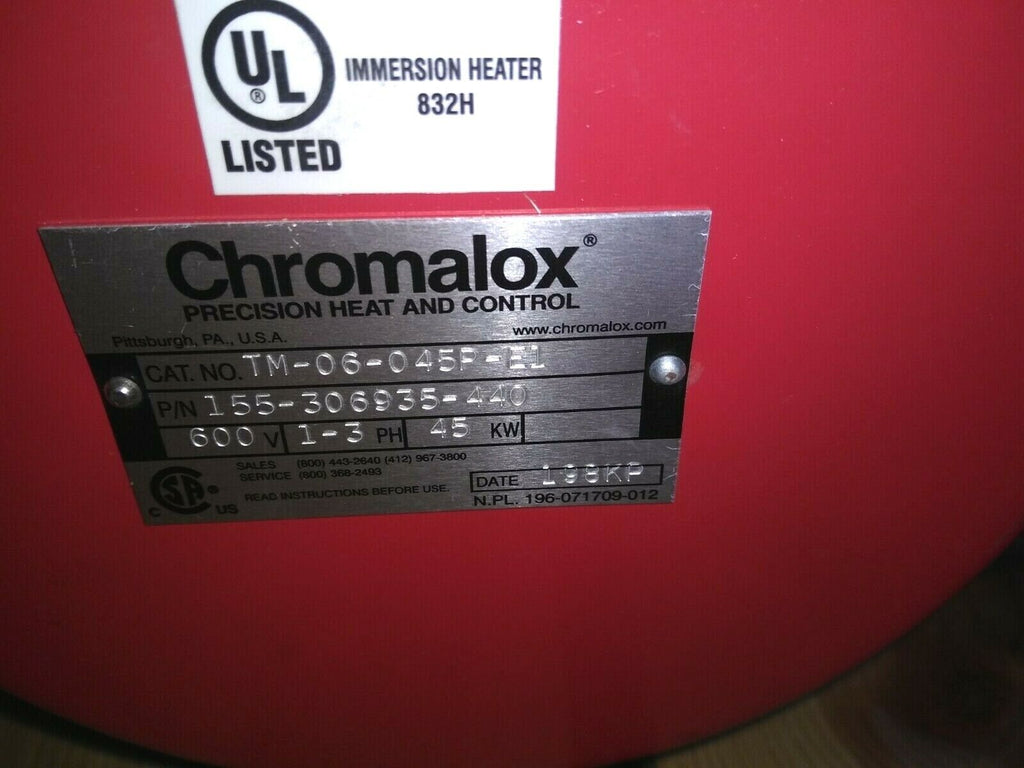 UL®
LISTED
IMMERSION HEATER
832H
Chromalox®
PRECISION HEAT AND CONTROL
Pittsburgh, PA., U.S.A.
www.chromalox.com
CAT. NO. TM-06-045P-E1
P/N 155-306935-440
600 V 1-3 PH 45 KW
SALES (800) 443-2640 (412) 967-3800
SERVICE (800) 368-2493
READ INSTRUCTIONS BEFORE USE.
C SA® US
DATE 198KP
N.PL. 196-071709-012